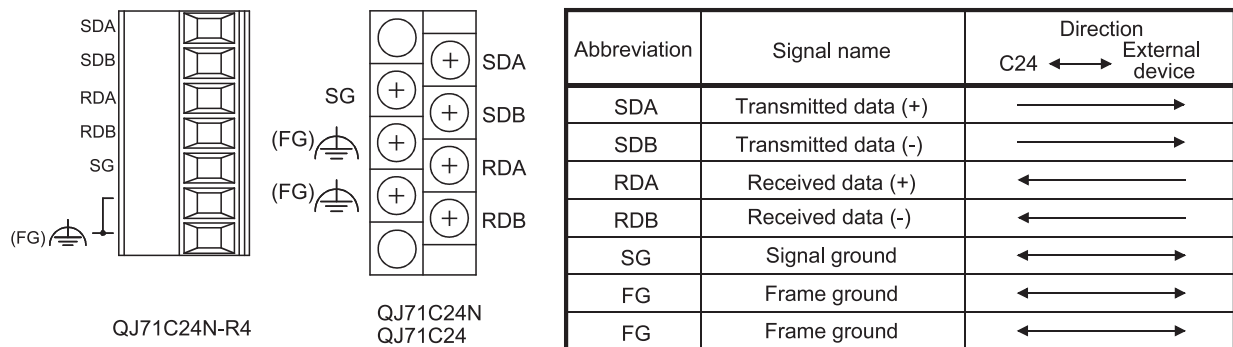 SDA
SDB
RDA
RDB
SG
(FG)
QJ71C24N-R4
SG
(FG)
(FG)
SDA
SDB
RDA
RDB
QJ71C24N
QJ71C24
Abbreviation Signal name Direction
C24 External device
SDA Transmitted data (+)
SDB Transmitted data (-)
RDA Received data (+)
RDB Received data (-)
SG Signal ground
FG Frame ground
FG Frame ground